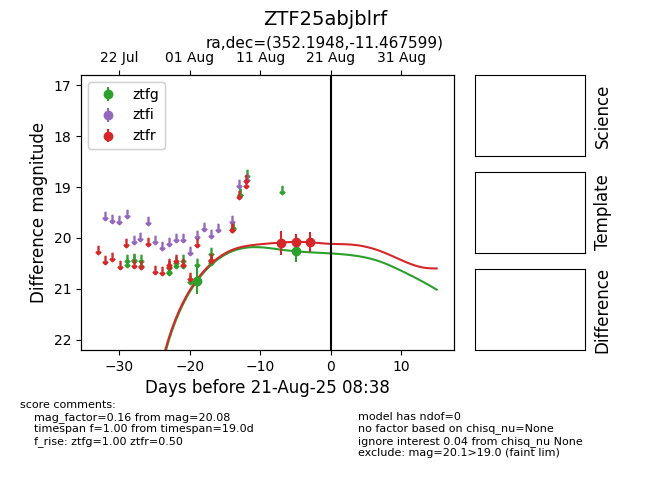 ZTF25abjblrf
ra,dec=(352.1948,-11.467599)
22 Jul
01 Aug
11 Aug
21 Aug
31 Aug
ztfg
ztfi
ztfr
17
18
19
20
21
22
Difference magnitude
−30
−20
−10
0
10
Days before 21-Aug-25 08:38
Science
Template
Difference
score comments:
mag_factor=0.16 from mag=20.08
timespan f=1.00 from timespan=19.0d
f_rise: ztfg=1.00 ztfr=0.50
model has ndof=0
no factor based on chisq_nu=None
ignore interest 0.04 from chisq_nu None
exclude: mag=20.1>19.0 (faint lim)